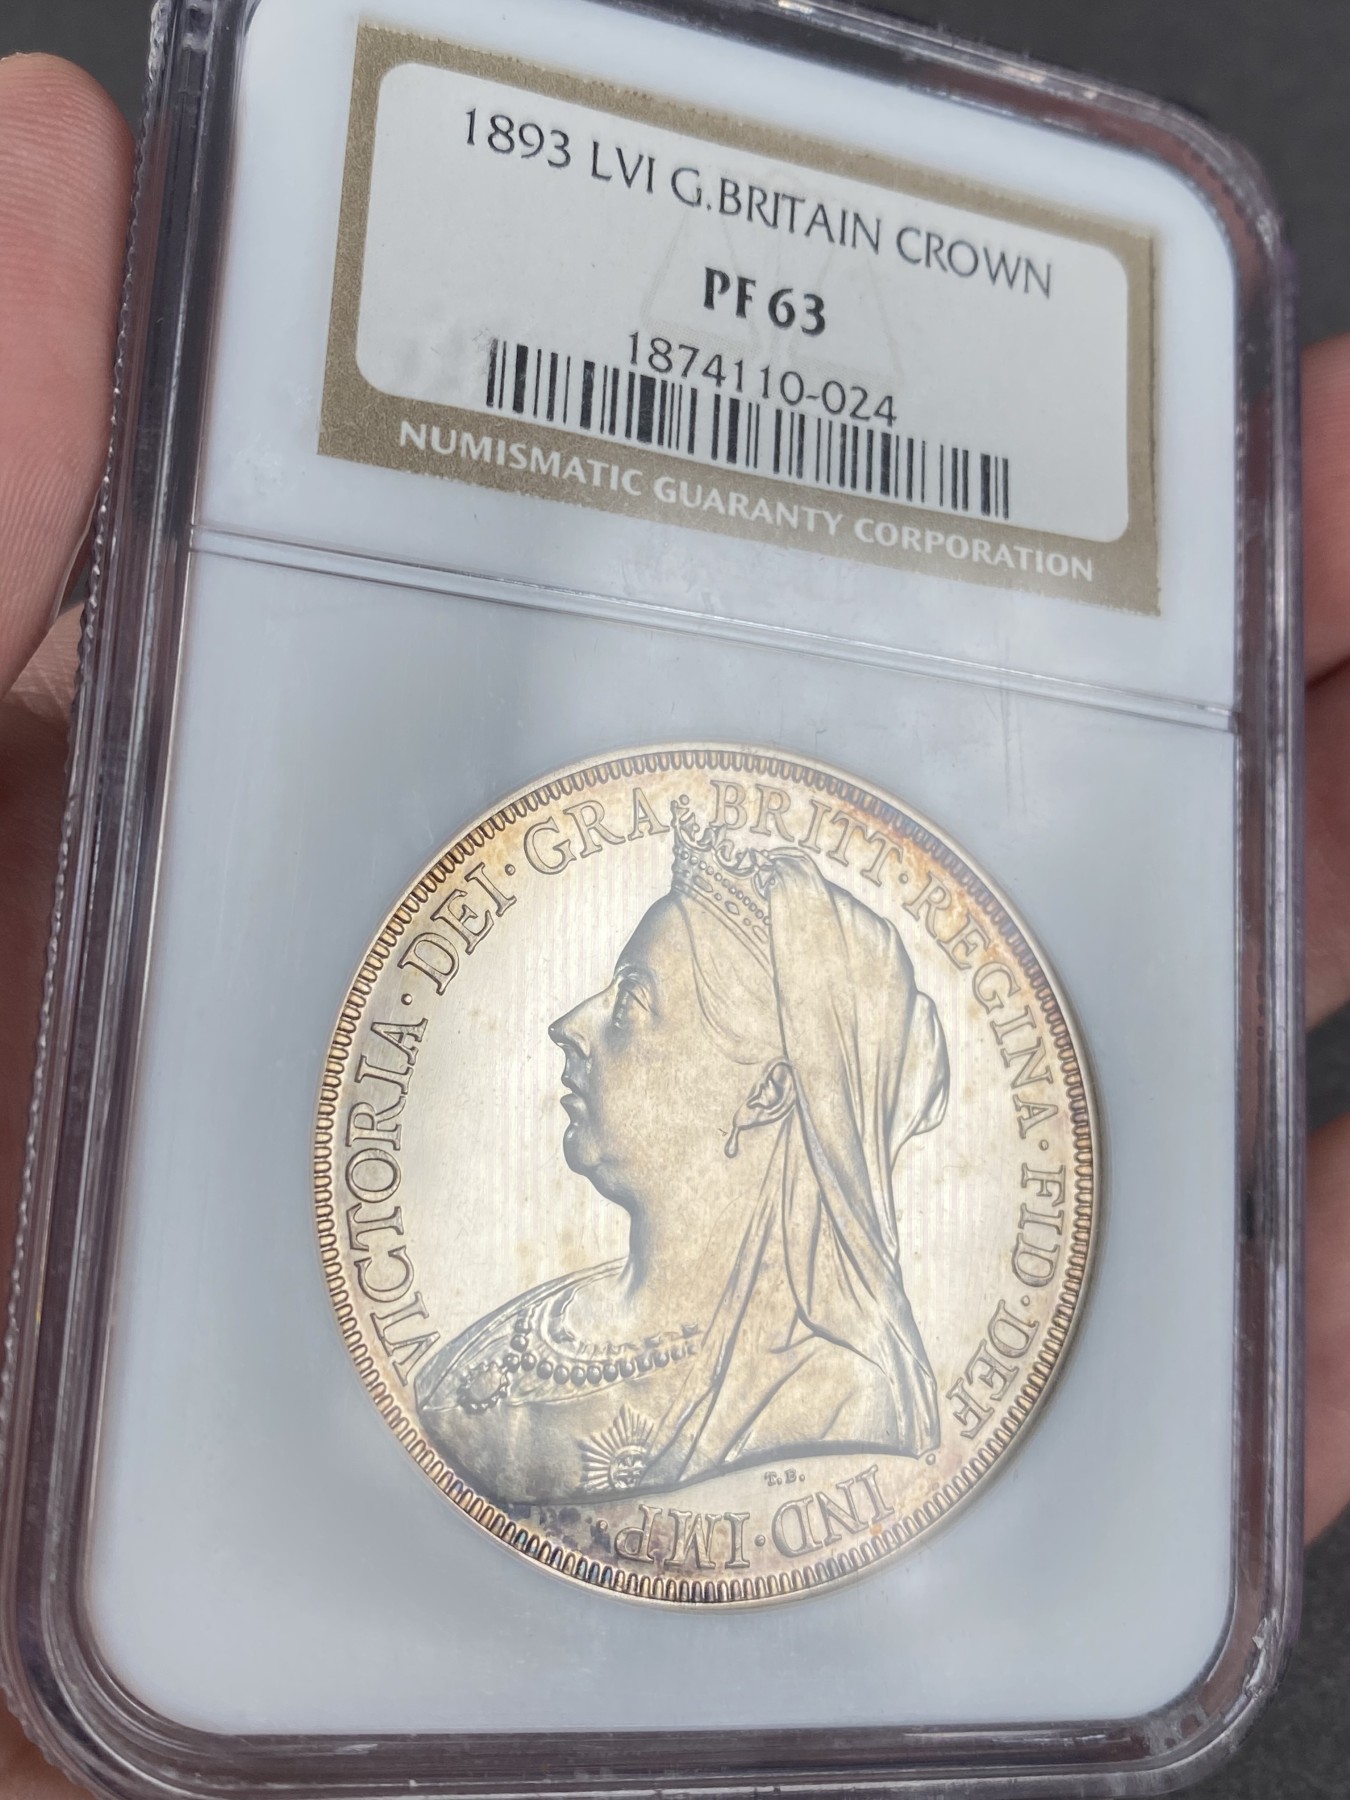 1893 LVI G.BRITAIN CROWN
PF 63
1874110-024
NUMISMATIC GUARANTY CORPORATION
VICTORIA·DEI·GRA·BRITT·REGINA·FID·DEF·
IND·IMP·
T.B.